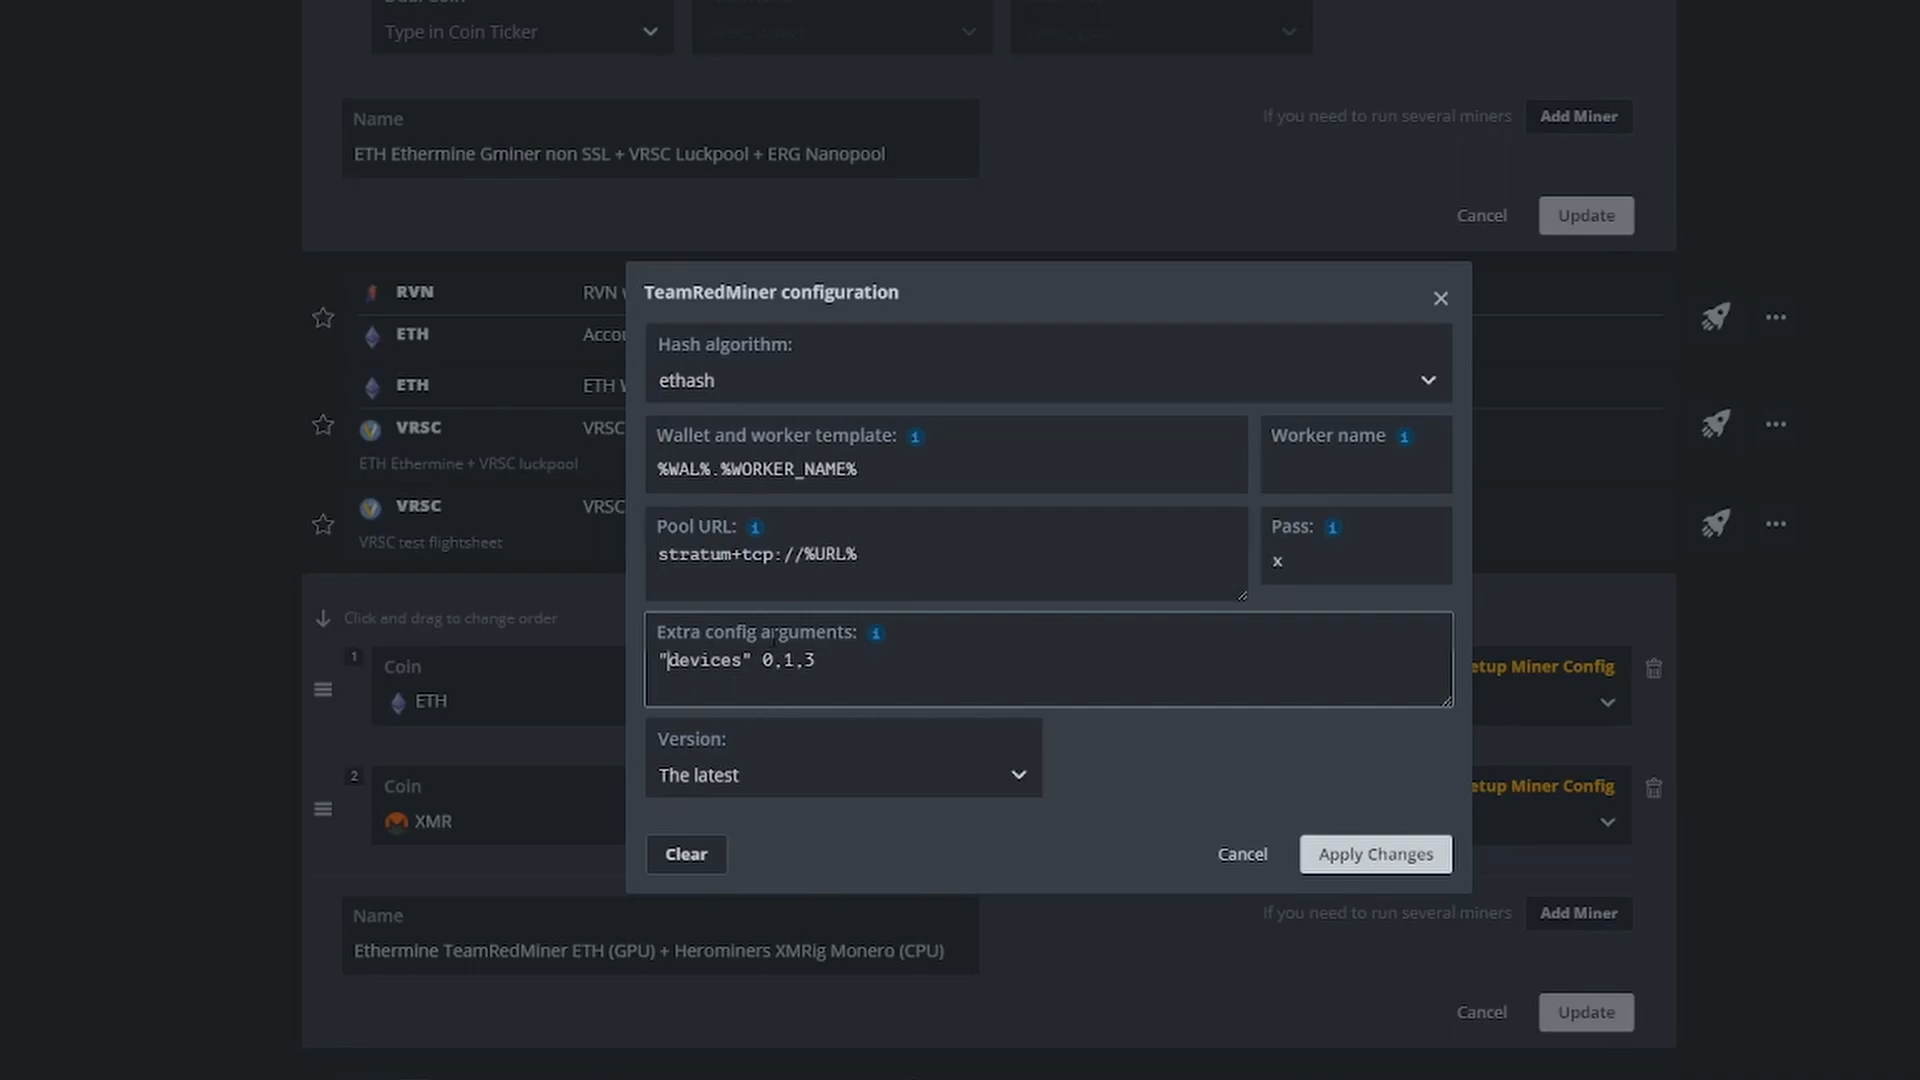 Type in Coin Ticker
Name
If you need to run several miners
Add Miner
ETH Ethermine Gminer non SSL + VRSC Luckpool + ERG Nanopool
Cancel
Update
RVN
RVN
ETH
Accou
ETH
ETH
VRSC
VRSC
ETH Ethermine + VRSC luckpool
VRSC
VRSC
VRSC test flightsheet
TeamRedMiner configuration
Hash algorithm:
ethash
Wallet and worker template:
%WAL%.%WORKER_NAME%
Worker name
Pool URL:
stratum+tcp://%URL%
Pass:
x
Extra config arguments:
"devices" 0,1,3
Version:
The latest
Clear
Cancel
Apply Changes
Click and drag to change order
1
Coin
ETH
etup Miner Config
2
Coin
XMR
etup Miner Config
Name
If you need to run several miners
Add Miner
Ethermine TeamRedMiner ETH (GPU) + Herominers XMRig Monero (CPU)
Cancel
Update